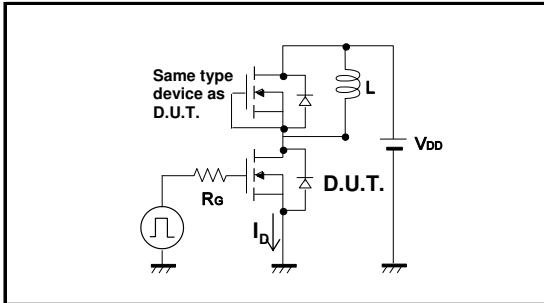 Same type
device as
D.U.T.
L
VDD
D.U.T.
RG
ID